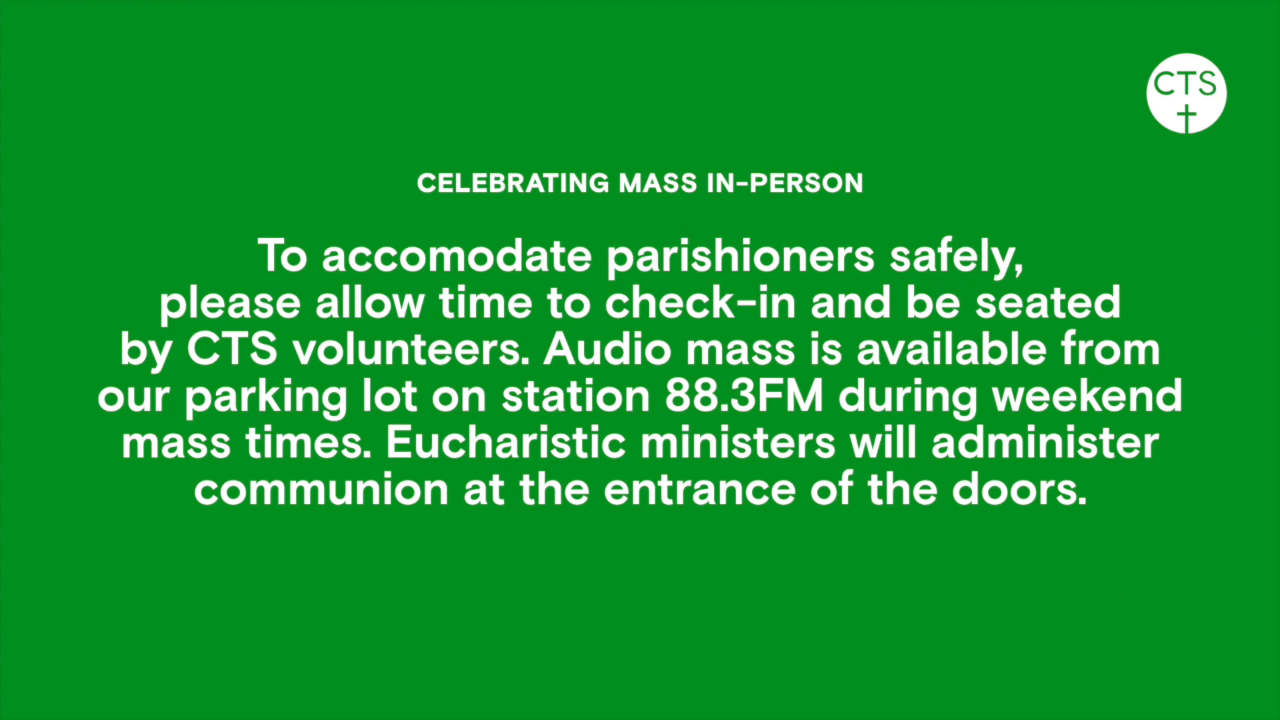 CTS
CELEBRATING MASS IN-PERSON
To accomodate parishioners safely,
please allow time to check-in and be seated
by CTS volunteers. Audio mass is available from
our parking lot on station 88.3FM during weekend
mass times. Eucharistic ministers will administer
communion at the entrance of the doors.